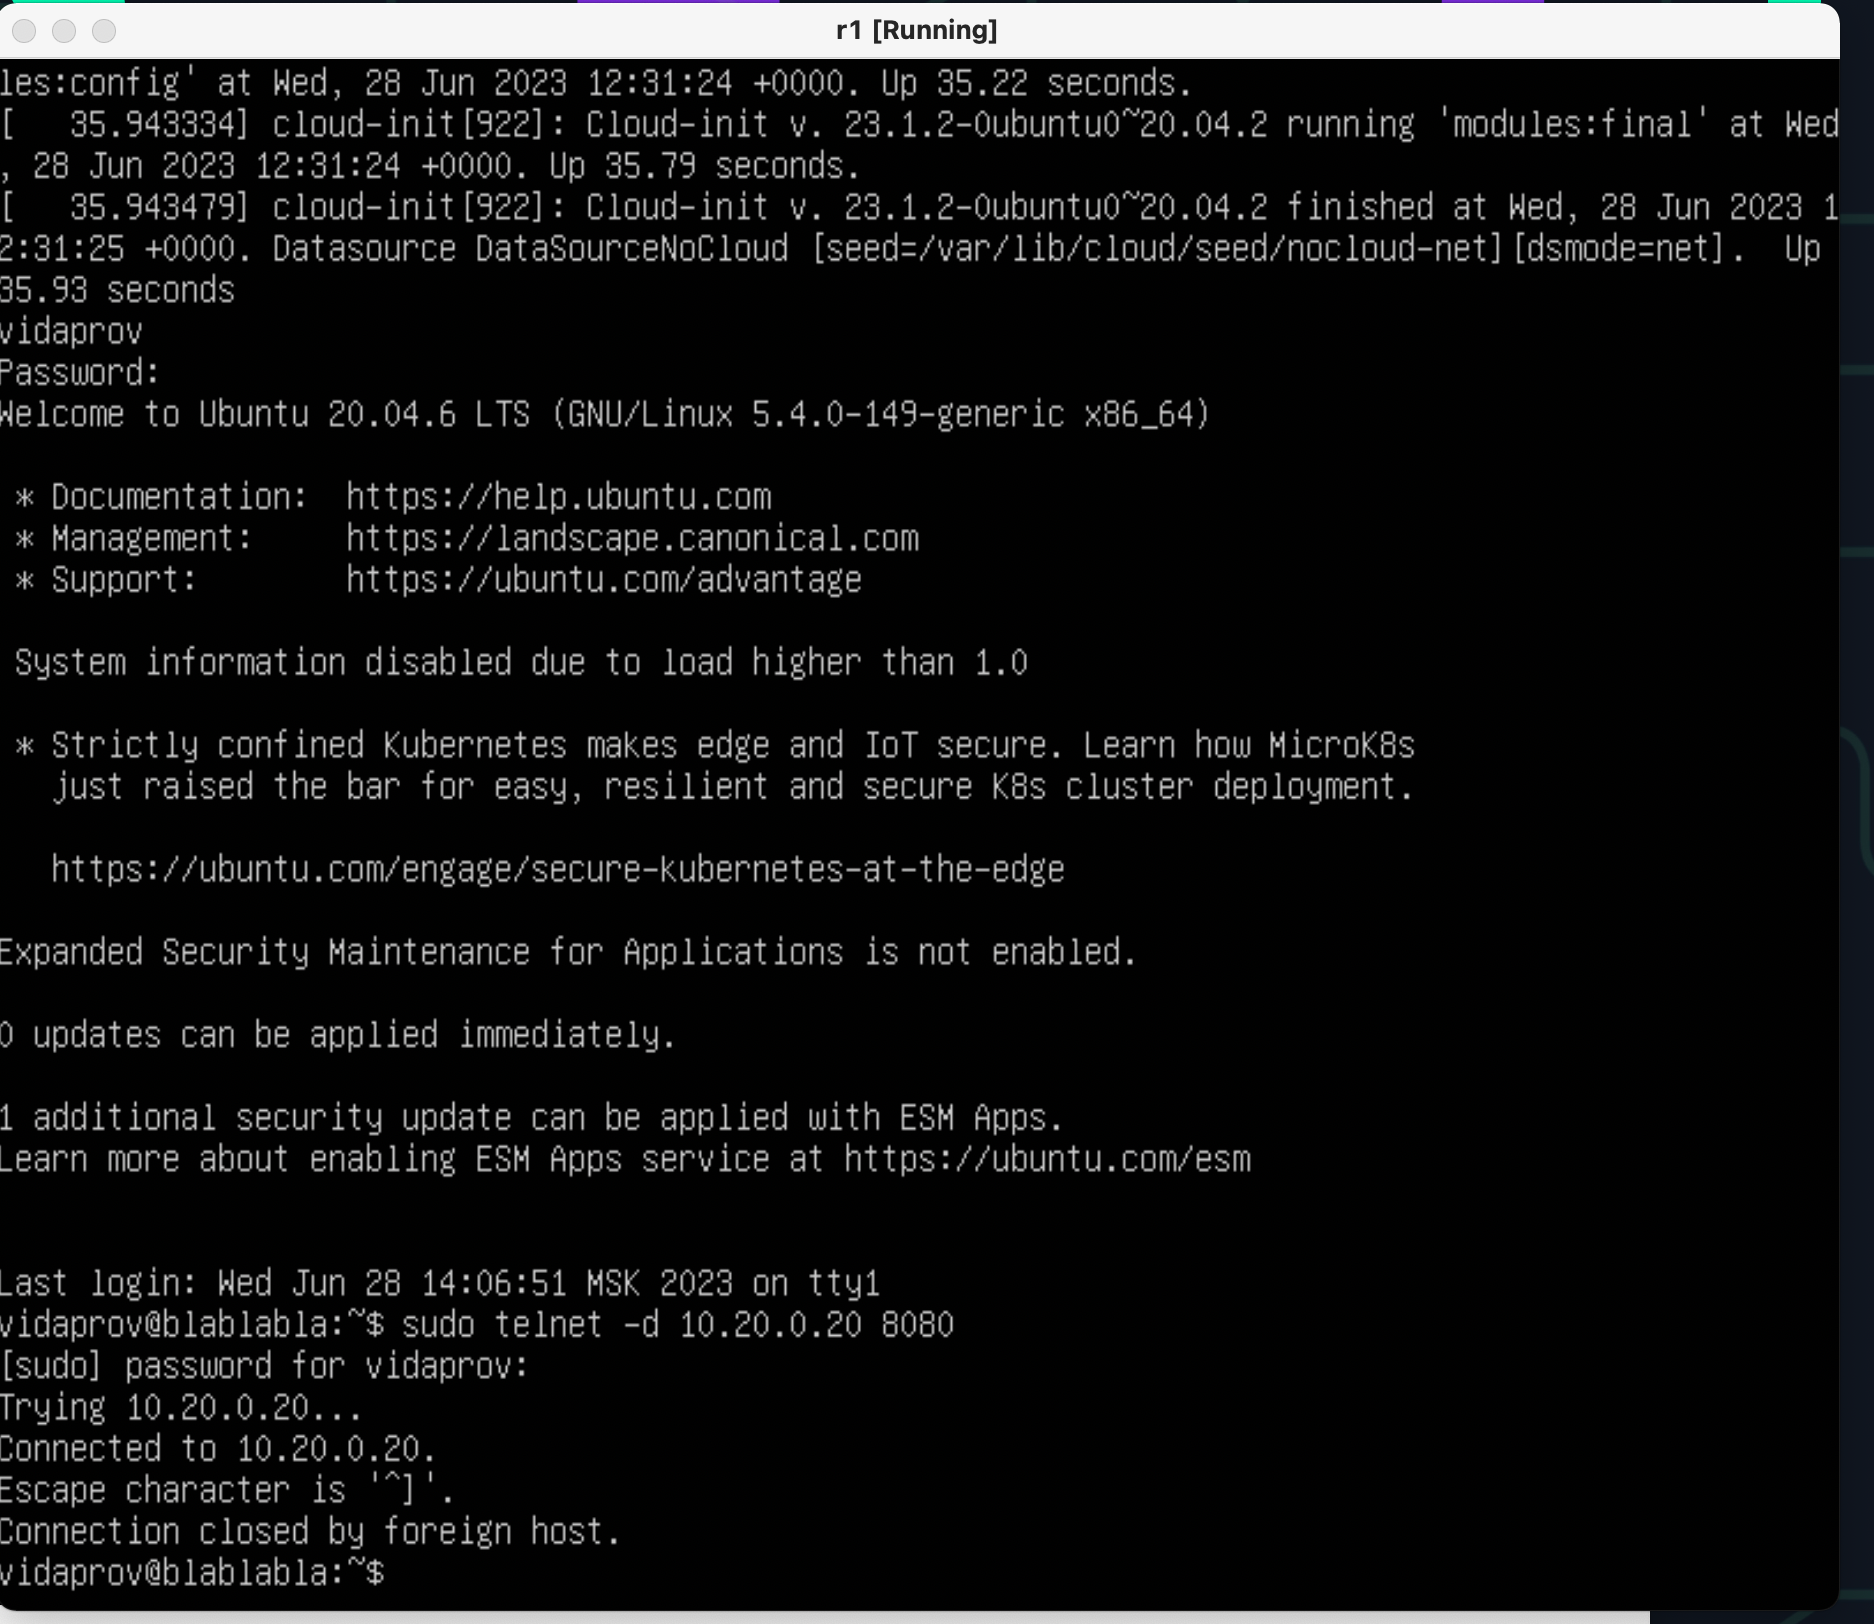 r1 [Running]
les:config' at Wed, 28 Jun 2023 12:31:24 +0000. Up 35.22 seconds.
[   35.943334] cloud-init[922]: Cloud-init v. 23.1.2-0ubuntu0~20.04.2 running 'modules:final' at Wed
, 28 Jun 2023 12:31:24 +0000. Up 35.79 seconds.
[   35.943479] cloud-init[922]: Cloud-init v. 23.1.2-0ubuntu0~20.04.2 finished at Wed, 28 Jun 2023 1
2:31:25 +0000. Datasource DataSourceNoCloud [seed=/var/lib/cloud/seed/nocloud-net][dsmode=net].  Up
35.93 seconds
vidaprov
Password:
Welcome to Ubuntu 20.04.6 LTS (GNU/Linux 5.4.0-149-generic x86_64)
 * Documentation:  https://help.ubuntu.com
 * Management:     https://landscape.canonical.com
 * Support:        https://ubuntu.com/advantage
 System information disabled due to load higher than 1.0
 * Strictly confined Kubernetes makes edge and IoT secure. Learn how MicroK8s
   just raised the bar for easy, resilient and secure K8s cluster deployment.
   https://ubuntu.com/engage/secure-kubernetes-at-the-edge
Expanded Security Maintenance for Applications is not enabled.
0 updates can be applied immediately.
1 additional security update can be applied with ESM Apps.
Learn more about enabling ESM Apps service at https://ubuntu.com/esm
Last login: Wed Jun 28 14:06:51 MSK 2023 on tty1
vidaprov@blablabla:~$ sudo telnet -d 10.20.0.20 8080
[sudo] password for vidaprov:
Trying 10.20.0.20...
Connected to 10.20.0.20.
Escape character is '^]'.
Connection closed by foreign host.
vidaprov@blablabla:~$